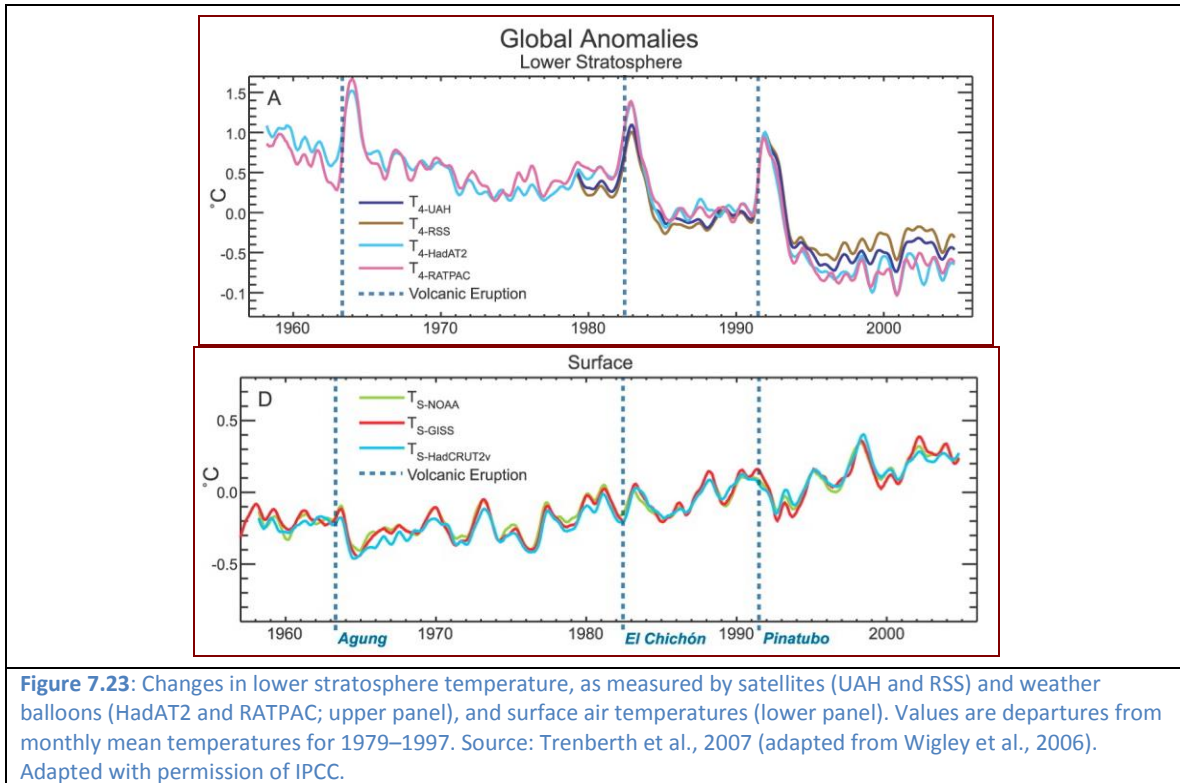 Global Anomalies
Lower Stratosphere
A
1.5
1.0
0.5
0.0
-0.5
-0.1
°C
T4-UAH
T4-RSS
T4-HadAT2
T4-RATPAC
Volcanic Eruption
1960 1970 1980 1990 2000
Surface
D
0.5
0.0
-0.5
°C
TS-NOAA
TS-GISS
TS-HadCRUT2v
Volcanic Eruption
1960 1970 1980 1990 2000
Agung El Chichón Pinatubo
Figure 7.23: Changes in lower stratosphere temperature, as measured by satellites (UAH and RSS) and weather
balloons (HadAT2 and RATPAC; upper panel), and surface air temperatures (lower panel). Values are departures from
monthly mean temperatures for 1979–1997. Source: Trenberth et al., 2007 (adapted from Wigley et al., 2006).
Adapted with permission of IPCC.